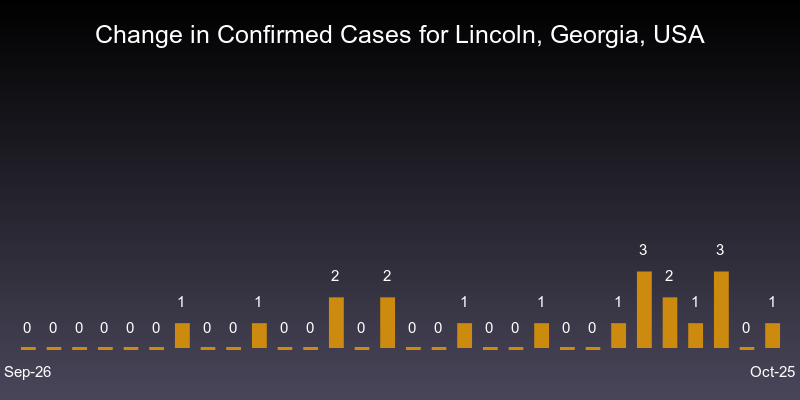 Change in Confirmed Cases for Lincoln, Georgia, USA
3 3
2 2 2 1
1 1 1 1 1 1
0 0 0 0 0 0 0 0 0 0 0 0 0 0 0 0 0 0
Sep-26 Oct-25